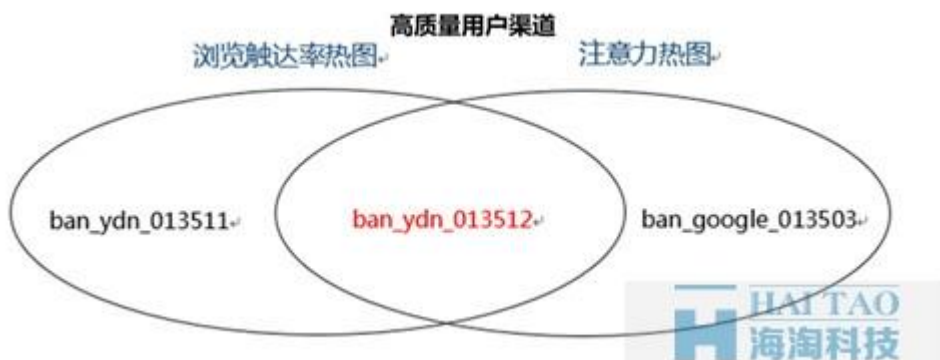 高质量用户渠道
浏览触达率热图
注意力热图
ban_ydn_013511
ban_ydn_013512
ban_google_013503
HAI TAO
海淘科技